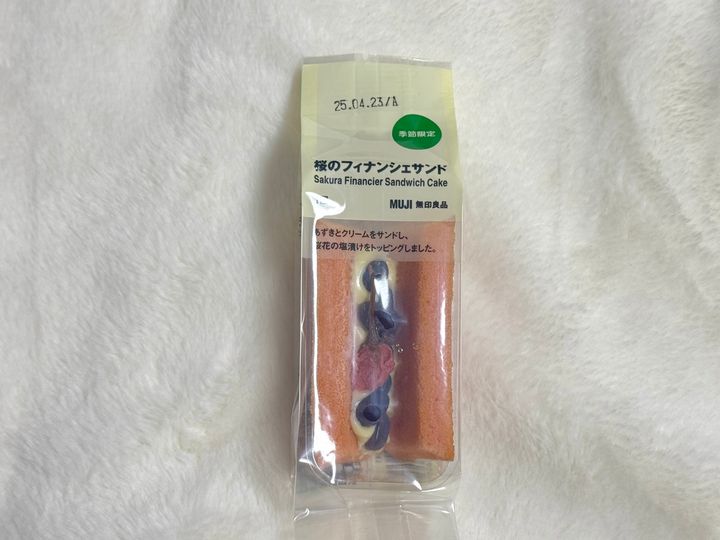 25.04.23/A
季節限定
桜のフィナンシェサンド
Sakura Financier Sandwich Cake
MUJI 無印良品
あずきとクリームをサンドし、
桜花の塩漬けをトッピングしました。